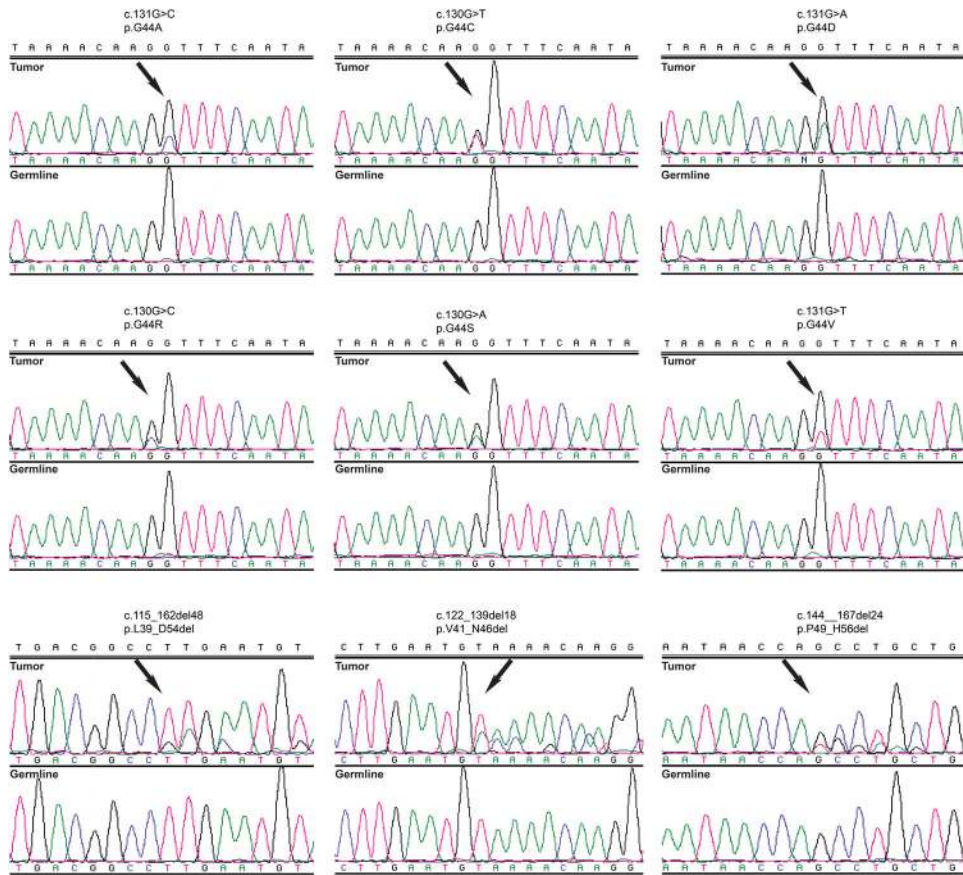 c.131G>C
p.G44A
T A A A A C A A G G T T T C A A T A
Tumor
T A A A A C A A G G T T T C A A T A
Germline
T A A A A C A A G G T T T C A A T A
c.130G>T
p.G44C
T A A A A C A A G G T T T C A A T A
Tumor
T A A A A C A A G G T T T C A A T A
Germline
T A A A A C A A G G T T T C A A T A
c.131G>A
p.G44D
T A A A A C A A G G T T T C A A T A
Tumor
T A A A A C A A N G T T T C A A T A
Germline
T A A A A C A A G G T T T C A A T A
c.130G>C
p.G44R
T A A A A C A A G G T T T C A A T A
Tumor
T A A A A C A A G G T T T C A A T A
Germline
T A A A A C A A G G T T T C A A T A
c.130G>A
p.G44S
T A A A A C A A G G T T T C A A T A
Tumor
T A A A A C A A G G T T T C A A T A
Germline
T A A A A C A A G G T T T C A A T A
c.131G>T
p.G44V
T A A A A C A A G G T T T C A A T A
Tumor
T A A A A C A A G G T T T C A A T A
Germline
T A A A A C A A G G T T T C A A T A
c.115_162del48
p.L39_D54del
T G A C G G C C T T G A A T G T
Tumor
T G A C G G C C T T G A A T G T
Germline
T G A C G G C C T T G A A T G T
c.122_139del18
p.V41_N46del
C T T G A A T G T A A A A C A A G G
Tumor
C T T G A A T G T A A A A C A A G G
Germline
C T T G A A T G T A A A A C A A G G
c.144__167del24
p.P49_H56del
A A T A A C C A G C C T G C T G
Tumor
A A T A A C C A G C C T G C T G
Germline
A A T A A C C A G C C T G C T G